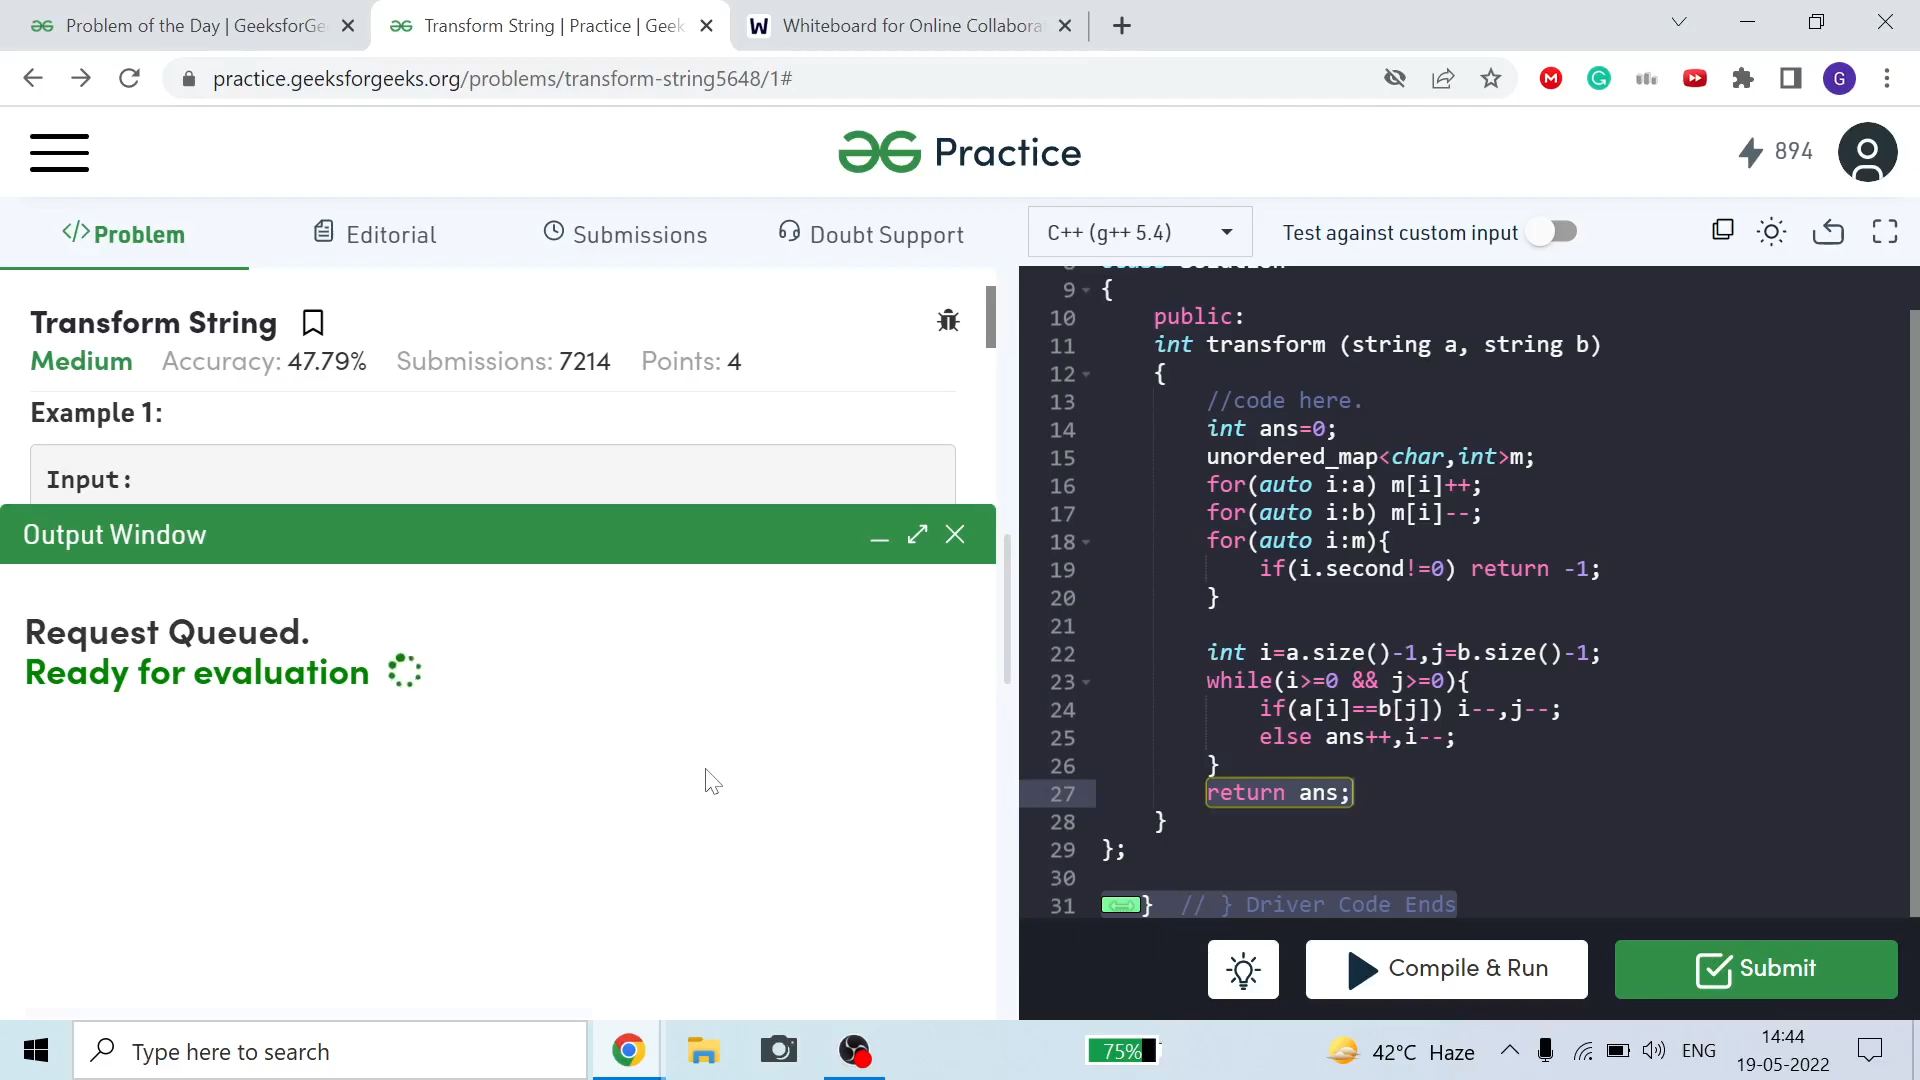 Problem of the Day | GeeksforGe
Transform String | Practice | Geek
W Whiteboard for Online Collabora
practice.geeksforgeeks.org/problems/transform-string5648/1#
M
G
G
Practice
894
</>Problem
Editorial
Submissions
Doubt Support
C++ (g++ 5.4)
Test against custom input
Transform String
Medium Accuracy: 47.79% Submissions: 7214 Points: 4
Example 1:
Input:
Output Window
Request Queued.
Ready for evaluation
9 {
10 public:
11 int transform (string a, string b)
12 {
13 //code here.
14 int ans=0;
15 unordered_map<char,int>m;
16 for(auto i:a) m[i]++;
17 for(auto i:b) m[i]--;
18 for(auto i:m){
19 if(i.second!=0) return -1;
20 }
21
22 int i=a.size()-1,j=b.size()-1;
23 while(i>=0 && j>=0){
24 if(a[i]==b[j]) i--,j--;
25 else ans++,i--;
26 }
27 return ans;
28 }
29 };
30
31 } // } Driver Code Ends
Compile & Run
Submit
Type here to search
75%
42°C Haze
ENG
14:44
19-05-2022